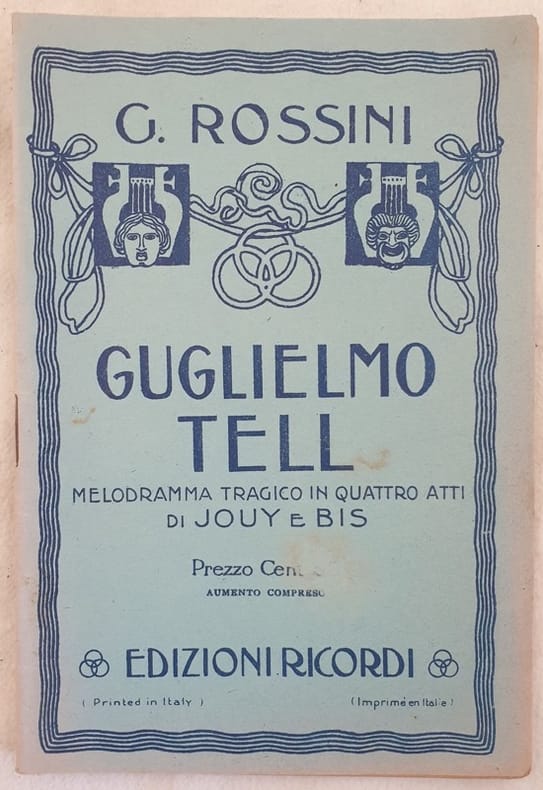 G. ROSSINI
GUGLIELMO
TELL
MELODRAMMA TRAGICO IN QUATTRO ATTI
DI JOUY E BIS
Prezzo
AUMENTO COMPRESO
EDIZIONI RICORDI
( Printed in Italy )
(Imprimé en Italie)